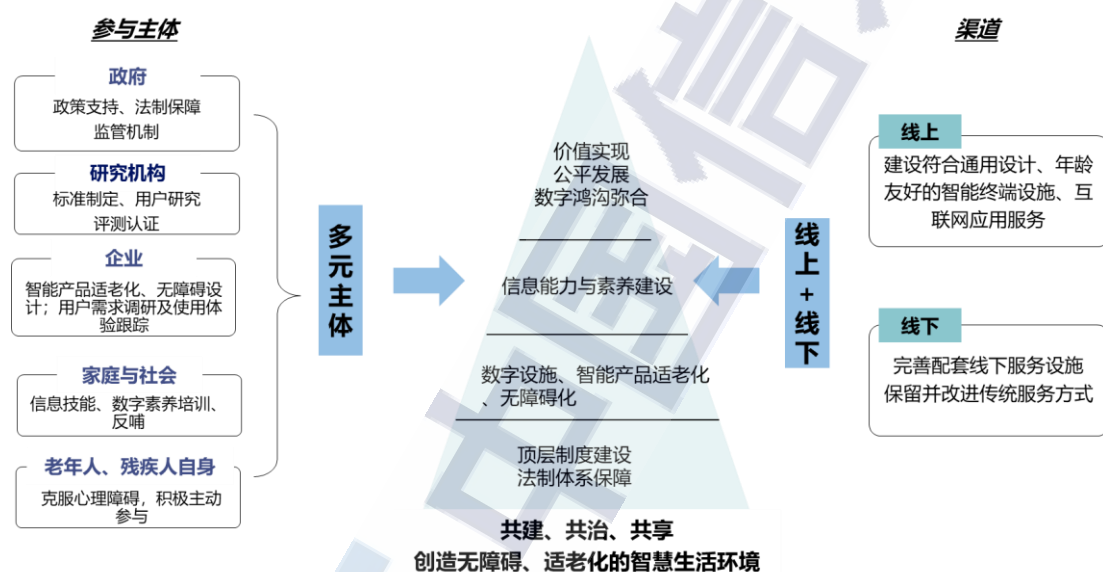 参与主体
政府
政策支持、法制保障
监管机制
研究机构
标准制定、用户研究
评测认证
企业
智能产品适老化、无障碍设
计；用户需求调研及使用体
验跟踪
家庭与社会
信息技能、数字素养培训、
反哺
老年人、残疾人自身
克服心理障碍，积极主动
参与
多
元
主
体
价值实现
公平发展
数字鸿沟弥合
信息能力与素养建设
数字设施、智能产品适老化
、无障碍化
顶层制度建设
法制体系保障
共建、共治、共享
创造无障碍、适老化的智慧生活环境
线
上
+
线
下
渠道
线上
建设符合通用设计、年龄
友好的智能终端设施、互
联网应用服务
线下
完善配套线下服务设施
保留并改进传统服务方式
中国信